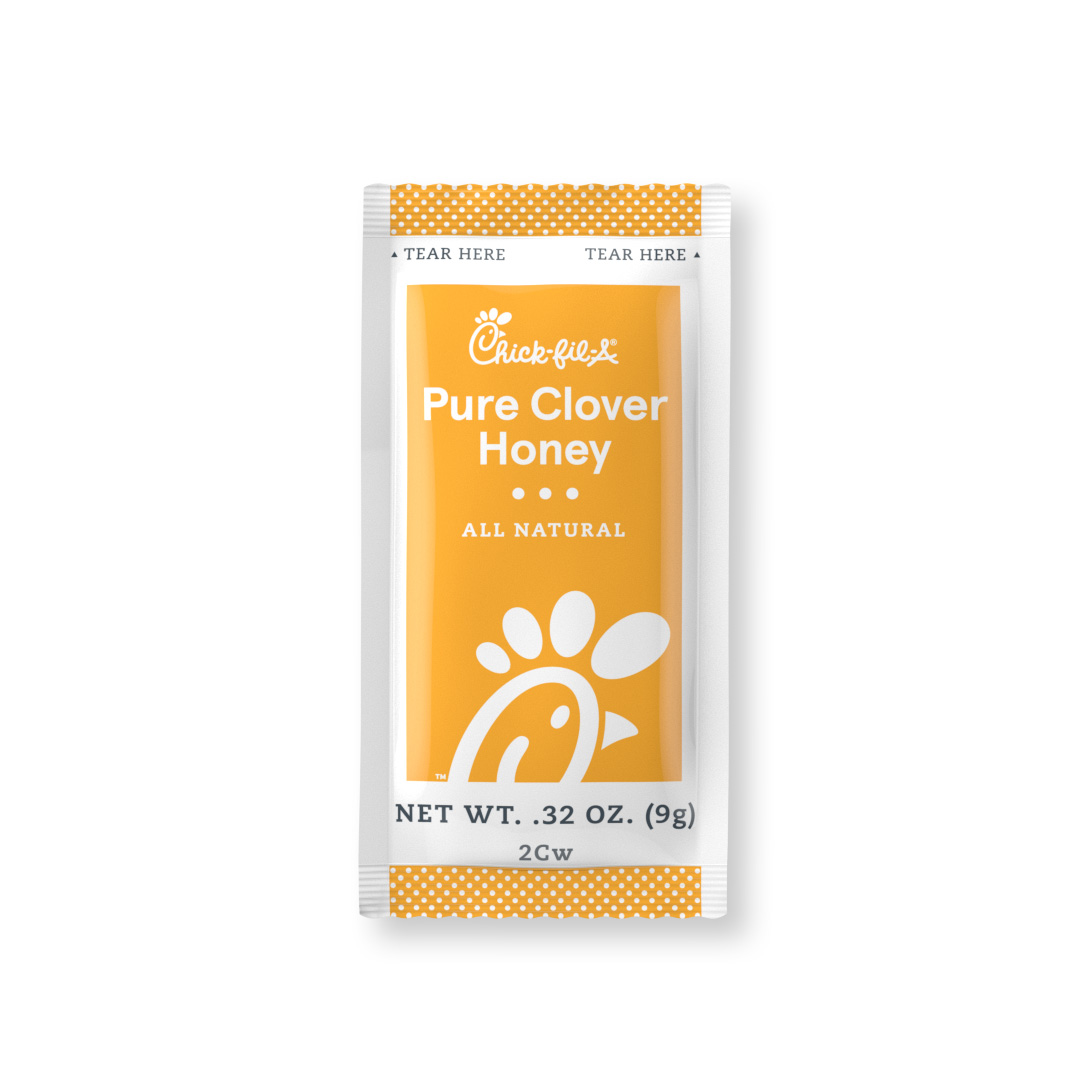 TEAR HERE TEAR HERE
Chick-fil-A®
Pure Clover
Honey
ALL NATURAL
TM
NET WT. .32 OZ. (9g)
2Cw